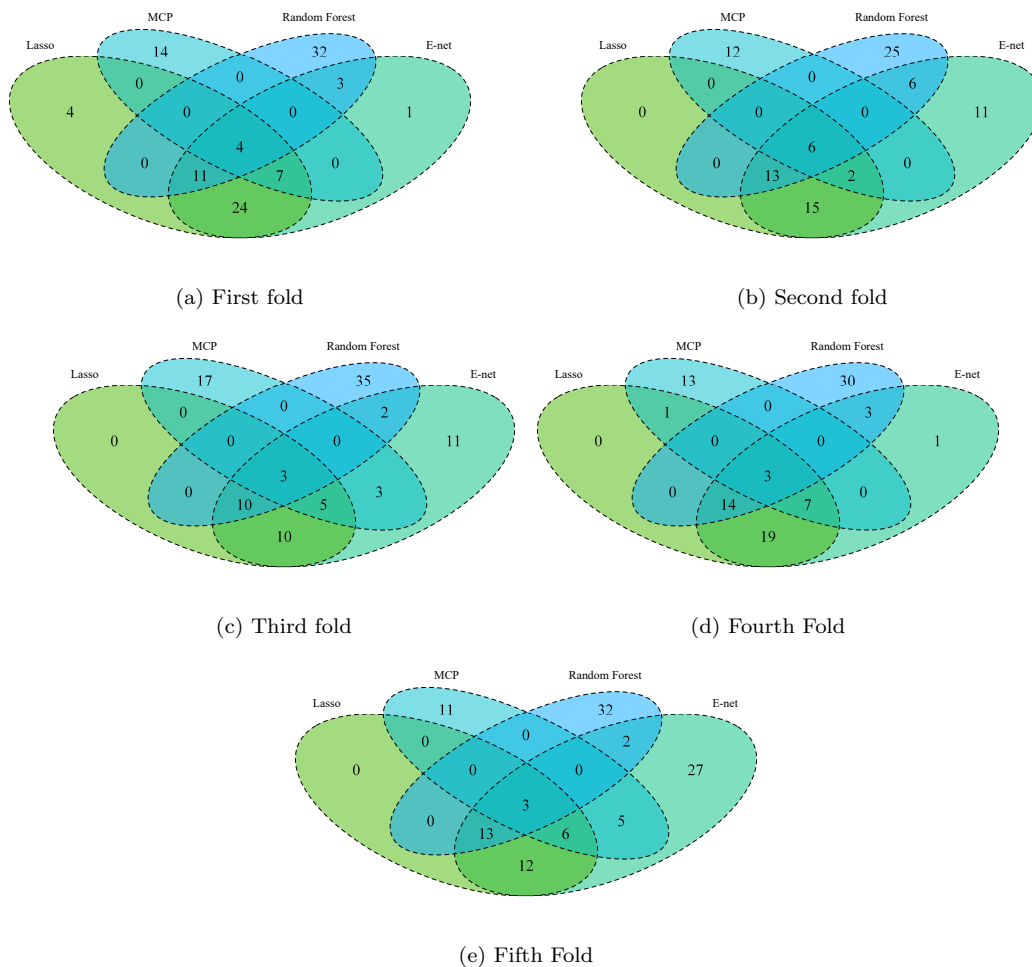 MCP Random Forest
Lasso E-net
14 32
0 0 3
4 0 0 1
4
0 11 7 0
24
(a) First fold
MCP Random Forest
Lasso E-net
12 25
0 0 6
0 0 0 11
6
0 13 2 0
15
(b) Second fold
MCP Random Forest
Lasso E-net
17 35
0 0 2
0 0 0 11
3
0 10 5 3
10
(c) Third fold
MCP Random Forest
Lasso E-net
13 30
1 0 3
0 0 0 1
3
0 14 7 0
19
(d) Fourth Fold
MCP Random Forest
Lasso E-net
11 32
0 0 2
0 0 0 27
3
0 13 6 5
12
(e) Fifth Fold